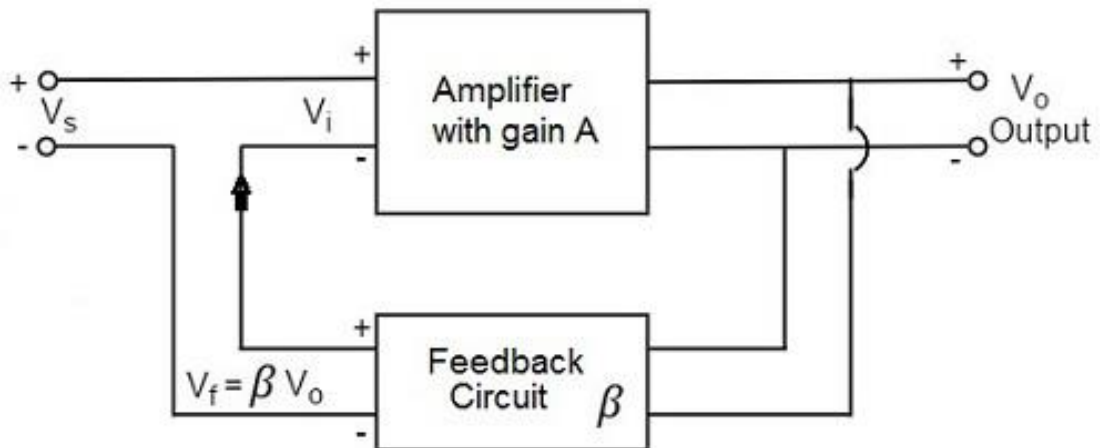 +
Vs
-
+
Vi
-
Amplifier
with gain A
+
Vo
Output
-
+
Vf = β Vo
-
Feedback
Circuit β